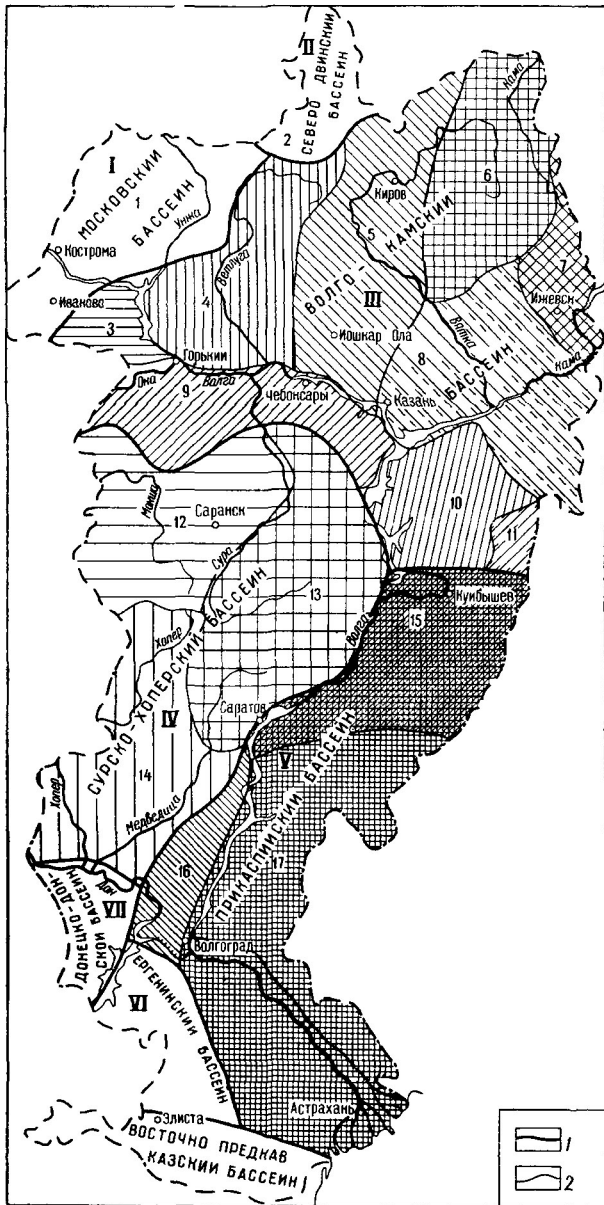 II
СЕВЕРО ДВИНСКИЙ
БАССЕЙН
2
I
МОСКОВСКИЙ
1
БАССЕЙН
Унжа
Кострома
Иваново
3
4
Ветлуга
Кама
6
Киров
5
7
Ижевск
ВОЛГО-КАМСКИЙ
III
БАССЕЙН
Йошкар Ола
8
Вятка
Кама
Горький
Ока
Волга
9
Чебоксары
Казань
10
11
Мокша
12
Саранск
Сура
13
Волга
Куйбышев
15
Хопер
СУРСКО-ХОПЕРСКИЙ БАССЕЙН
Саратов
IV
14
Медведица
Хопер
V
ПРИКАСПИЙСКИЙ БАССЕЙН
16
17
Дон
VII
ДОНЕЦКО-ДОН-
СКОЙ БАССЕЙН
Волгоград
VI
ЕРГЕНИНСКИЙ БАССЕЙН
Астрахань
Элиста
ВОСТОЧНО ПРЕДКАВ
КАЗСКИЙ БАССЕЙН
1
2